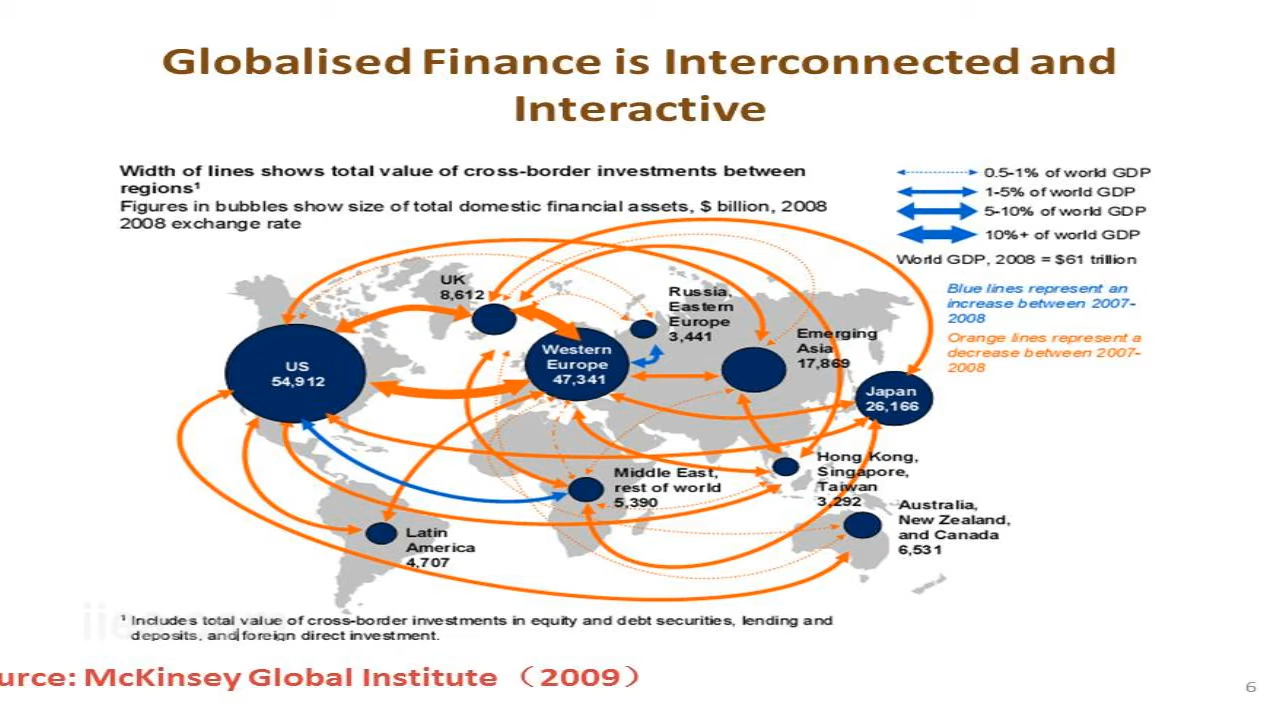 Globalised Finance is Interconnected and
Interactive
Width of lines shows total value of cross-border investments between
regions¹
Figures in bubbles show size of total domestic financial assets, $ billion, 2008
2008 exchange rate
0.5-1% of world GDP
1-5% of world GDP
5-10% of world GDP
10%+ of world GDP
World GDP, 2008 = $61 trillion
Blue lines represent an
increase between 2007-
2008
Orange lines represent a
decrease between 2007-
2008
UK
8,612
Russia,
Eastern
Europe
3,441
US
54,912
Western
Europe
47,341
Emerging
Asia
17,869
Japan
26,166
Middle East,
rest of world
5,390
Hong Kong,
Singapore,
Taiwan
3,292
Australia,
New Zealand,
and Canada
6,531
Latin
America
4,707
¹ Includes total value of cross-border investments in equity and debt securities, lending and
deposits, and foreign direct investment.
urce: McKinsey Global Institute （2009）
6